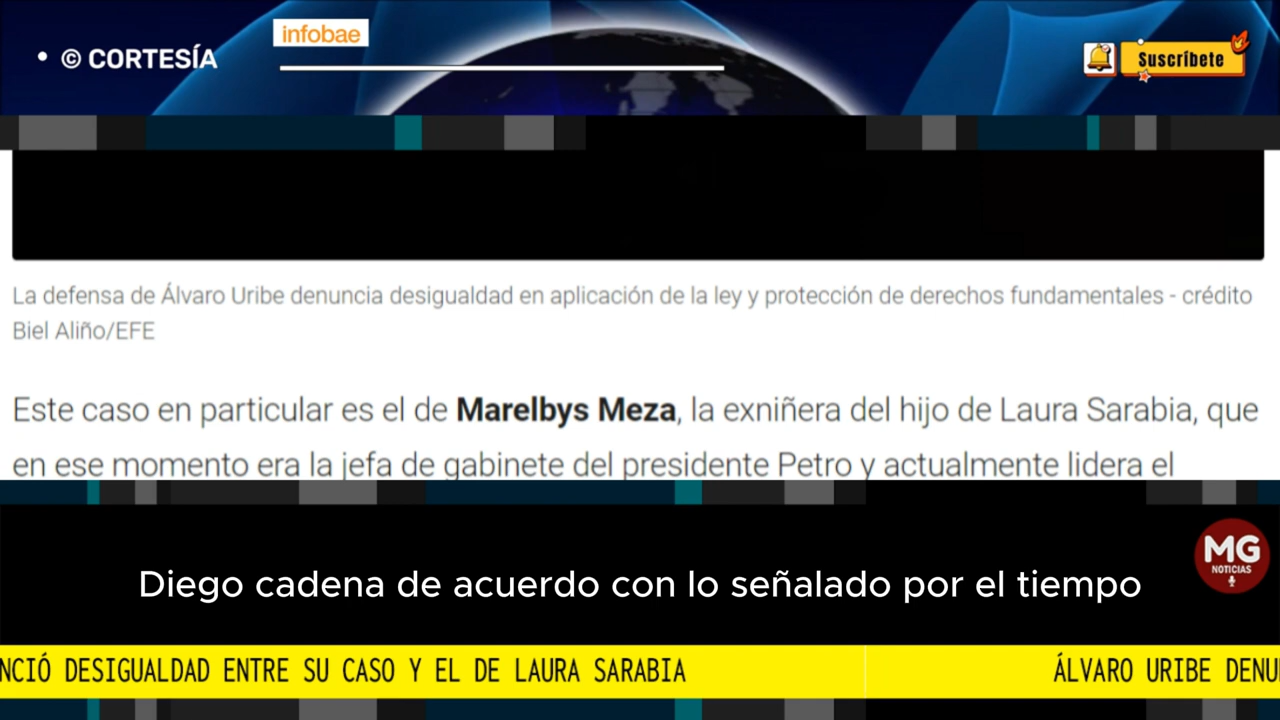 infobae
• © CORTESÍA
Suscríbete
La defensa de Álvaro Uribe denuncia desigualdad en aplicación de la ley y protección de derechos fundamentales - crédito
Biel Aliño/EFE
Este caso en particular es el de Marelbys Meza, la exniñera del hijo de Laura Sarabia, que
en ese momento era la jefa de gabinete del presidente Petro y actualmente lidera el
MG
NOTICIAS
Diego cadena de acuerdo con lo señalado por el tiempo
NCIÓ DESIGUALDAD ENTRE SU CASO Y EL DE LAURA SARABIA ÁLVARO URIBE DENU